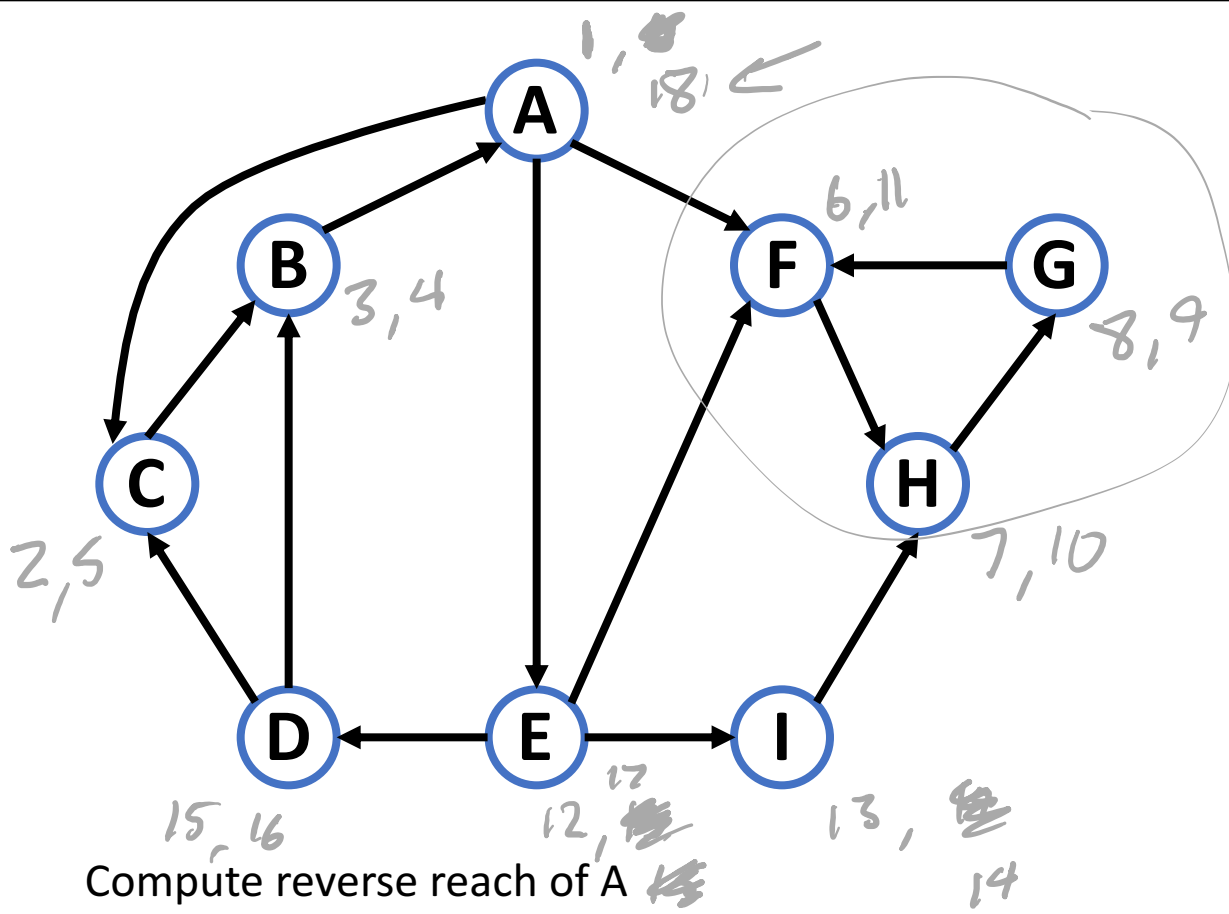 1,
18
A
6,11
B
F
G
3,4
8,9
C
H
2,5
7,10
D
E
I
17
15,16
12,
13,
Compute reverse reach of A
14